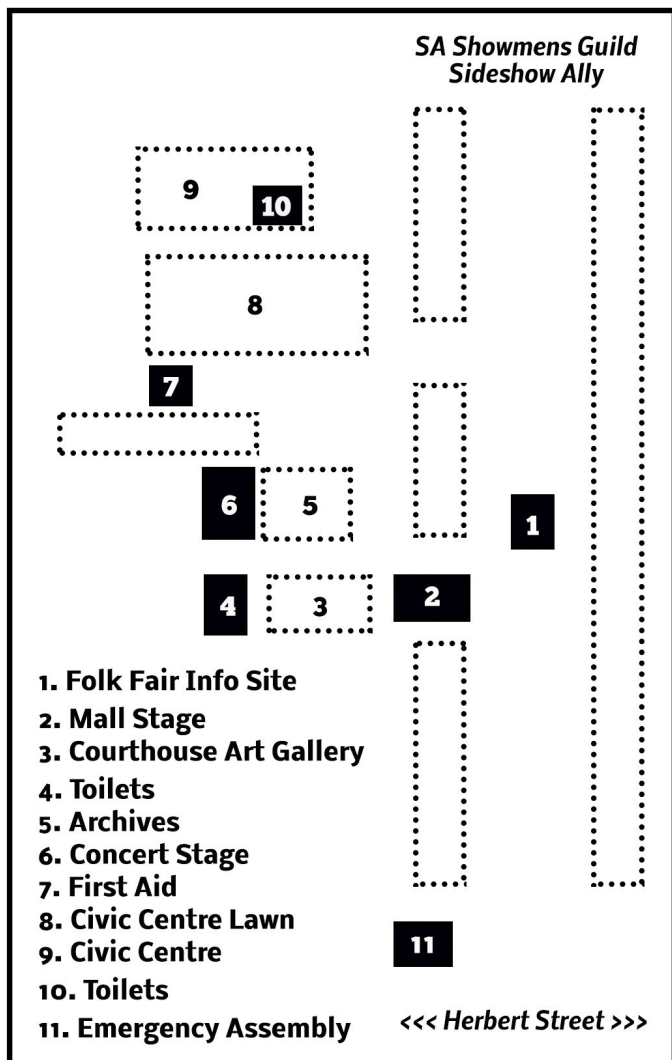 SA Showmens Guild
Sideshow Ally
9
10
8
7
6
5
1
4
3
2
1. Folk Fair Info Site
2. Mall Stage
3. Courthouse Art Gallery
4. Toilets
5. Archives
6. Concert Stage
7. First Aid
8. Civic Centre Lawn
9. Civic Centre
10. Toilets
11. Emergency Assembly
11
<<< Herbert Street >>>